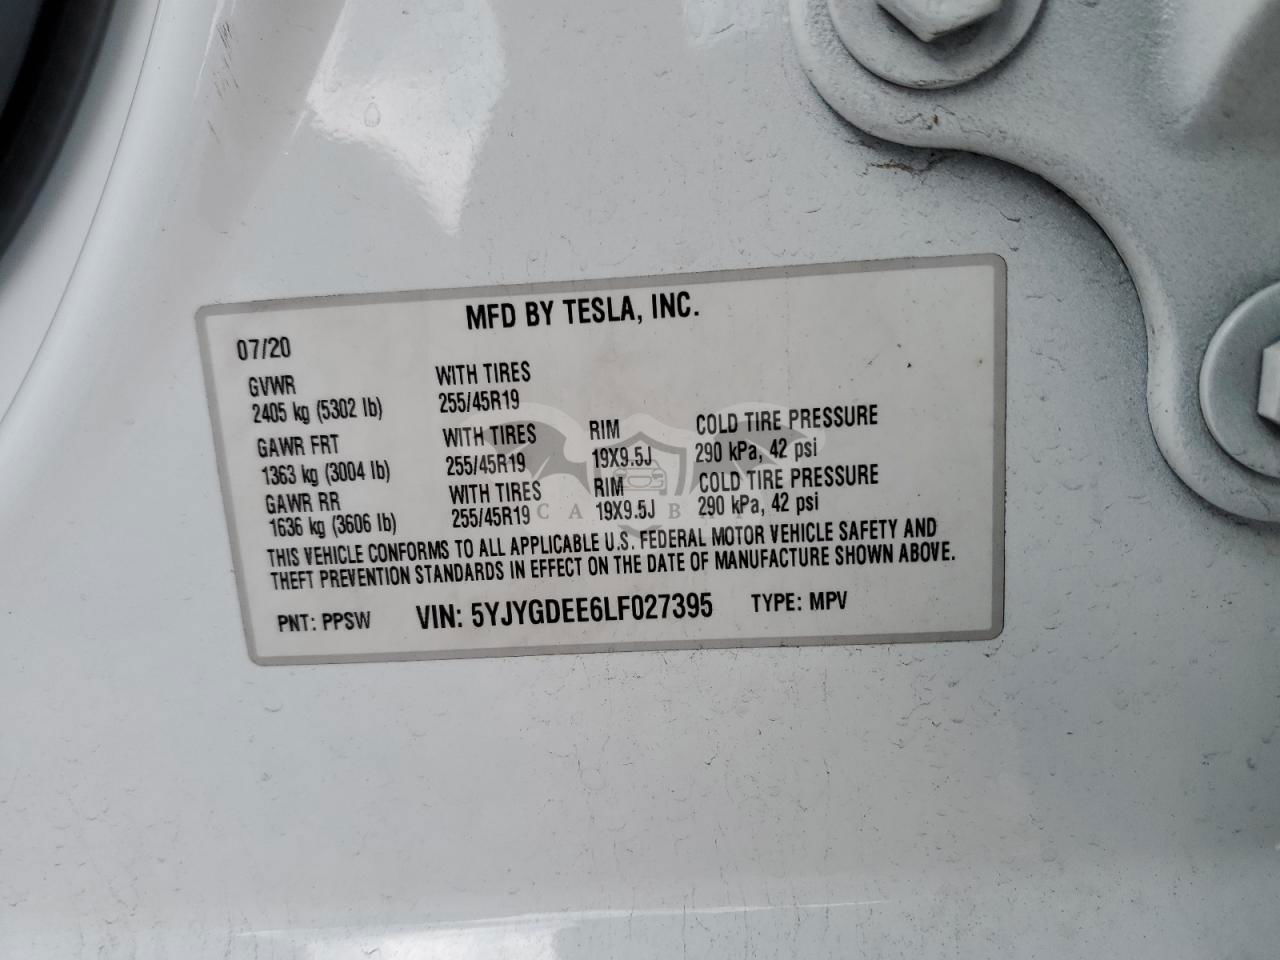 MFD BY TESLA, INC.
07/20
GVWR WITH TIRES
2405 kg (5302 lb) 255/45R19
GAWR FRT WITH TIRES RIM COLD TIRE PRESSURE
1363 kg (3004 lb) 255/45R19 19X9.5J 290 kPa, 42 psi
GAWR RR WITH TIRES RIM COLD TIRE PRESSURE
1636 kg (3606 lb) 255/45R19 19X9.5J 290 kPa, 42 psi
THIS VEHICLE CONFORMS TO ALL APPLICABLE U.S. FEDERAL MOTOR VEHICLE SAFETY AND
THEFT PREVENTION STANDARDS IN EFFECT ON THE DATE OF MANUFACTURE SHOWN ABOVE.
PNT: PPSW VIN: 5YJYGDEE6LF027395 TYPE: MPV